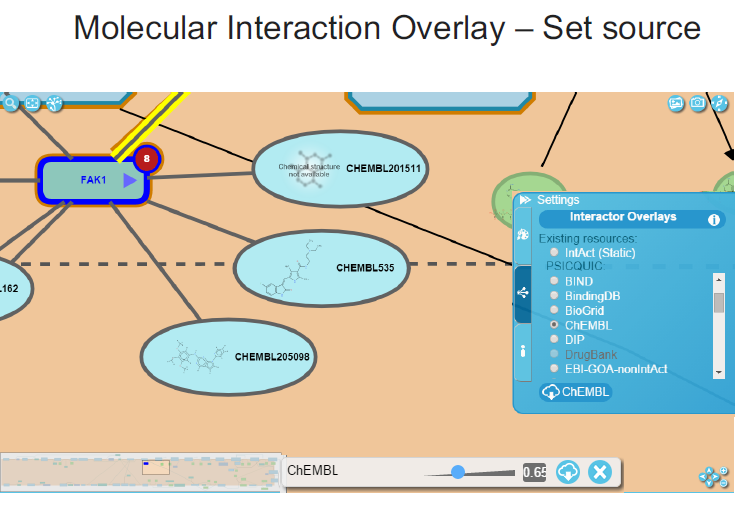 Molecular Interaction Overlay – Set source
8
FAK1
Chemical structure
not available
CHEMBL201511
CHEMBL535
.162
CHEMBL205098
Settings
Interactor Overlays
Existing resources:
IntAct (Static)
PSICQUIC:
BIND
BindingDB
BioGrid
ChEMBL
DIP
DrugBank
EBI-GOA-nonIntAct
ChEMBL
ChEMBL
0.65